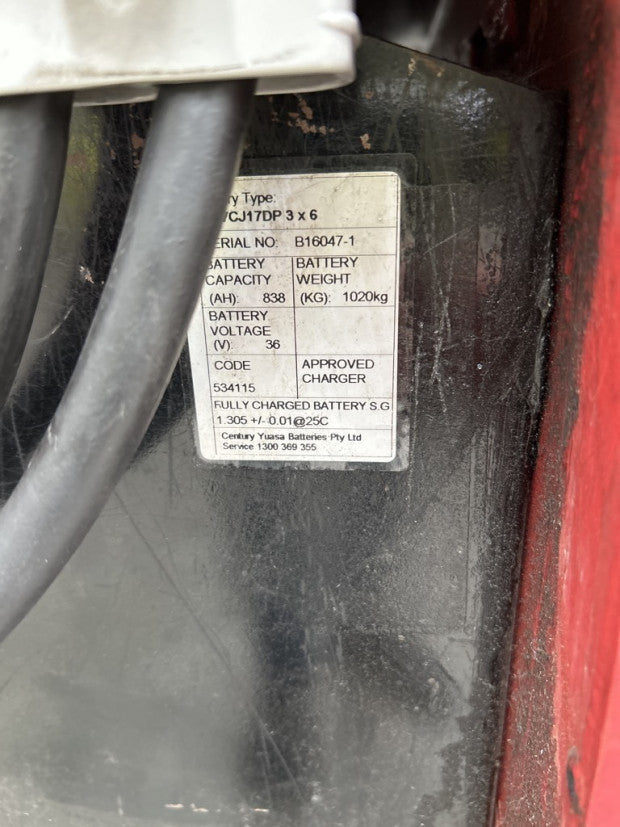 Type:
CJ17DP 3 x 6
SERIAL NO: B16047-1
BATTERY CAPACITY (AH): 838
BATTERY WEIGHT (KG): 1020kg
BATTERY VOLTAGE (V): 36
CODE 534115
APPROVED CHARGER
FULLY CHARGED BATTERY S.G
1.305 +/- 0.01@25C
Century Yuasa Batteries Pty Ltd
Service 1300 369 355